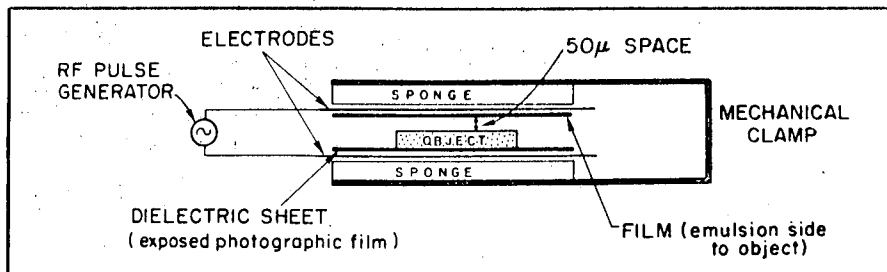 ELECTRODES
50μ SPACE
RF PULSE
GENERATOR
SPONGE
MECHANICAL
CLAMP
OBJECT
SPONGE
DIELECTRIC SHEET
(exposed photographic film)
FILM (emulsion side
to object)